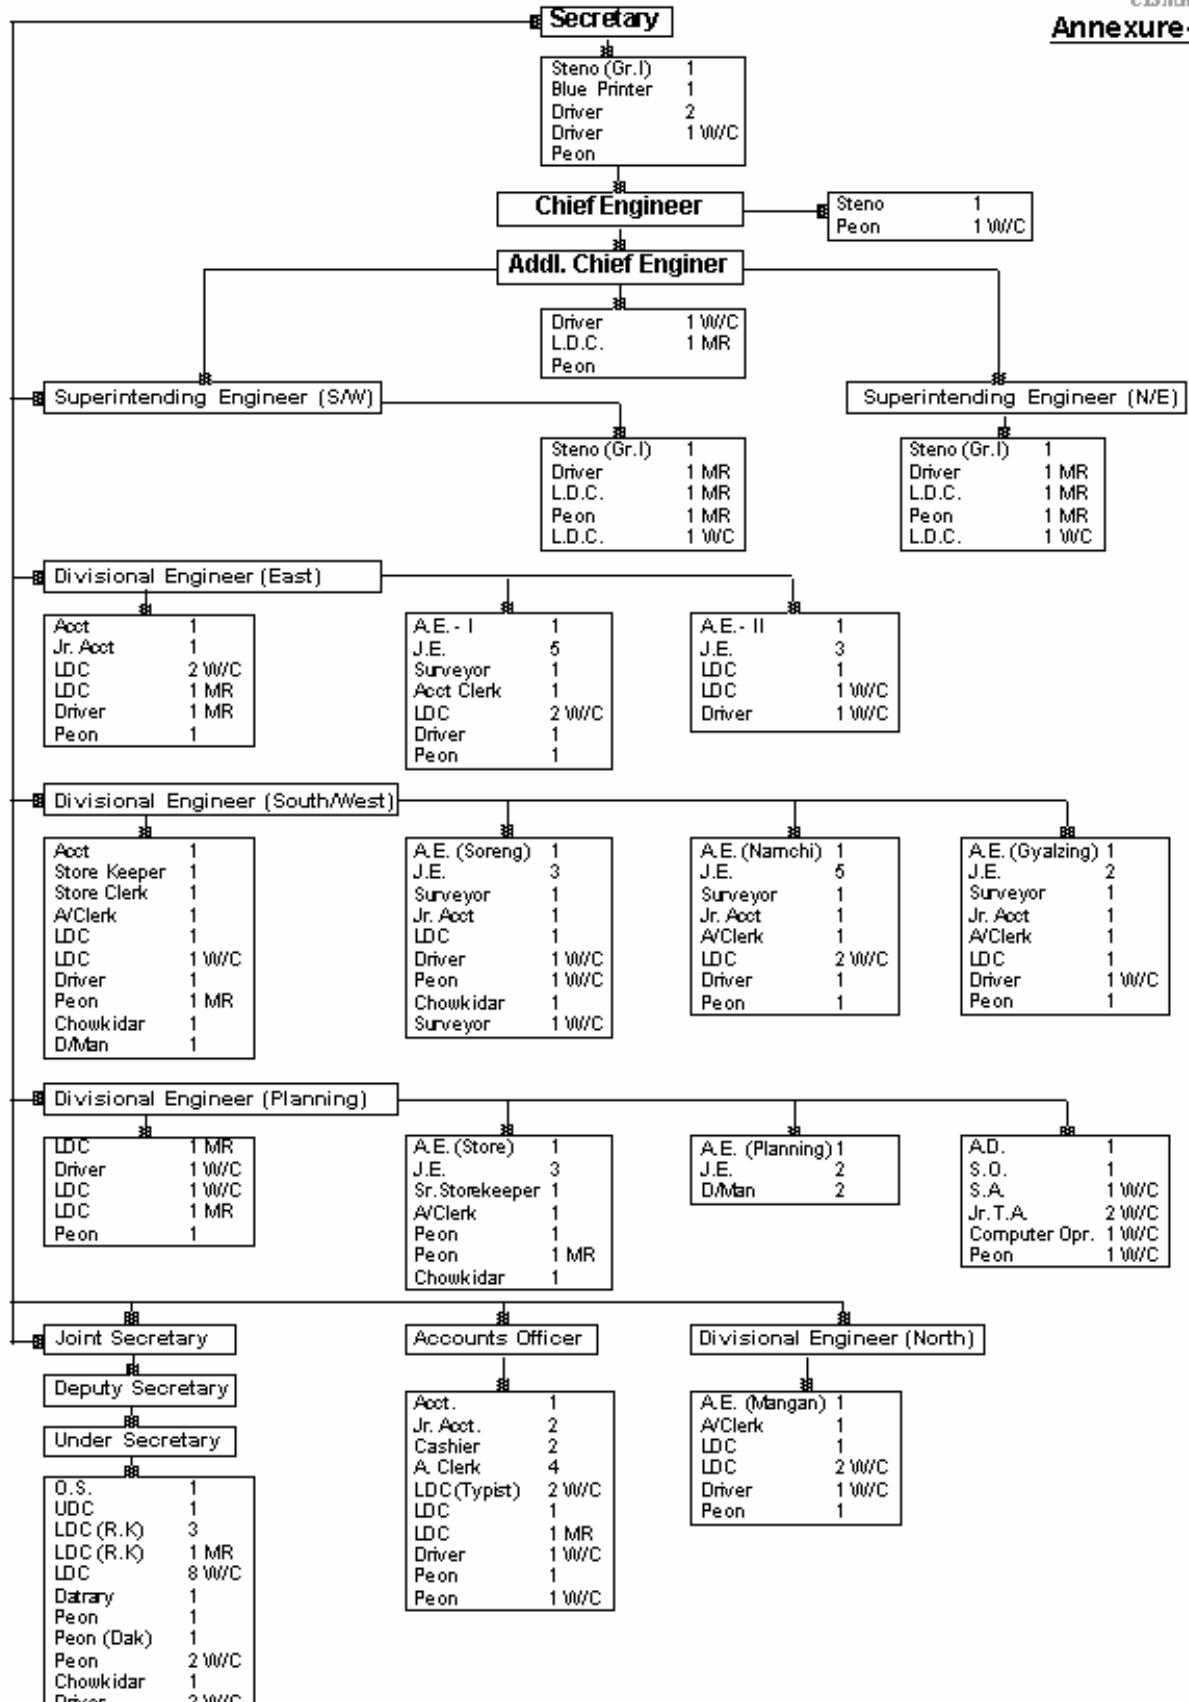 Secretary
Annexure-
Steno (Gr.I) 1
Blue Printer 1
Driver 2
Driver 1 W/C
Peon
Chief Engineer
Steno 1
Peon 1 W/C
Addl. Chief Enginer
Driver 1 W/C
L.D.C. 1 MR
Peon
Superintending Engineer (S/W)
Superintending Engineer (N/E)
Steno (Gr.I) 1
Driver 1 MR
L.D.C. 1 MR
Peon 1 MR
L.D.C. 1 WC
Steno (Gr.I) 1
Driver 1 MR
L.D.C. 1 MR
Peon 1 MR
L.D.C. 1 WC
Divisional Engineer (East)
Acct 1
Jr. Acct 1
LDC 2 W/C
LDC 1 MR
Driver 1 MR
Peon 1
A.E. - I 1
J.E. 5
Surveyor 1
Acct Clerk 1
LDC 2 W/C
Driver 1
Peon 1
A.E.- II 1
J.E. 3
LDC 1
LDC 1 W/C
Driver 1 W/C
Divisional Engineer (South/West)
Acct 1
Store Keeper 1
Store Clerk 1
A/Clerk 1
LDC 1
LDC 1 W/C
Driver 1
Peon 1 MR
Chowkidar 1
D/Man 1
A.E. (Soreng) 1
J.E. 3
Surveyor 1
Jr. Acct 1
LDC 1
Driver 1 W/C
Peon 1 W/C
Chowkidar 1
Surveyor 1 W/C
A.E. (Namchi) 1
J.E. 5
Surveyor 1
Jr. Acct 1
A/Clerk 1
LDC 2 W/C
Driver 1
Peon 1
A.E. (Gyalzing) 1
J.E. 2
Surveyor 1
Jr. Acct 1
A/Clerk 1
LDC 1
Driver 1 W/C
Peon 1
Divisional Engineer (Planning)
LDC 1 MR
Driver 1 W/C
LDC 1 W/C
LDC 1 MR
Peon 1
A.E. (Store) 1
J.E. 3
Sr. Storekeeper 1
A/Clerk 1
Peon 1
Peon 1 MR
Chowkidar 1
A.E. (Planning) 1
J.E. 2
D/Man 2
A.D. 1
S.O. 1
S.A. 1 W/C
Jr. T.A. 2 W/C
Computer Opr. 1 W/C
Peon 1 W/C
Joint Secretary
Accounts Officer
Divisional Engineer (North)
Deputy Secretary
Under Secretary
O.S. 1
UDC 1
LDC (R.K) 3
LDC (R.K) 1 MR
LDC 8 W/C
Datrary 1
Peon 1
Peon (Dak) 1
Peon 2 W/C
Chowkidar 1
Driver W/C
Acct. 1
Jr. Acct. 2
Cashier 2
A. Clerk 4
LDC (Typist) 2 W/C
LDC 1
LDC 1 MR
Driver 1 W/C
Peon 1
Peon 1 W/C
A.E. (Mangan) 1
A/Clerk 1
LDC 1
LDC 2 W/C
Driver 1 W/C
Peon 1